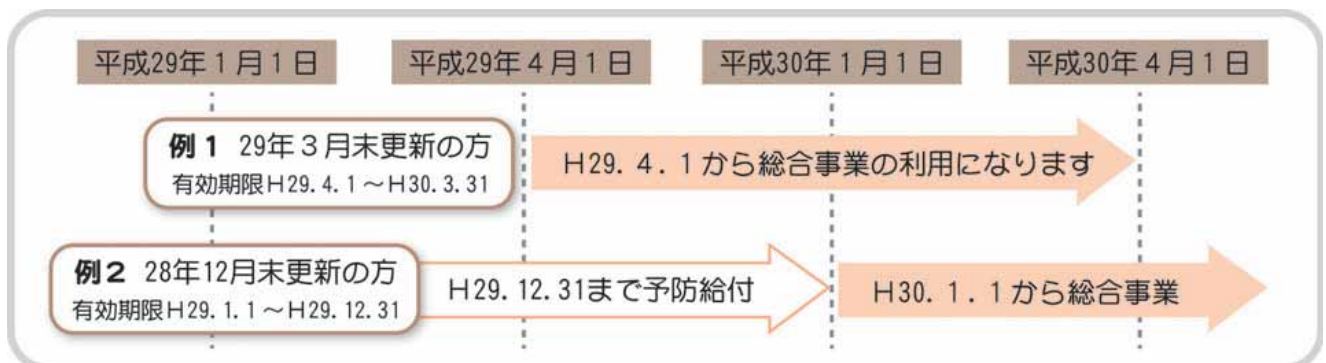 平成29年1月1日
平成29年4月1日
平成30年1月1日
平成30年4月1日
例1 29年3月末更新の方
有効期限H29.4.1~H30.3.31
H29.4.1から総合事業の利用になります
例2 28年12月末更新の方
有効期限H29.1.1~H29.12.31
H29.12.31まで予防給付
H30.1.1から総合事業